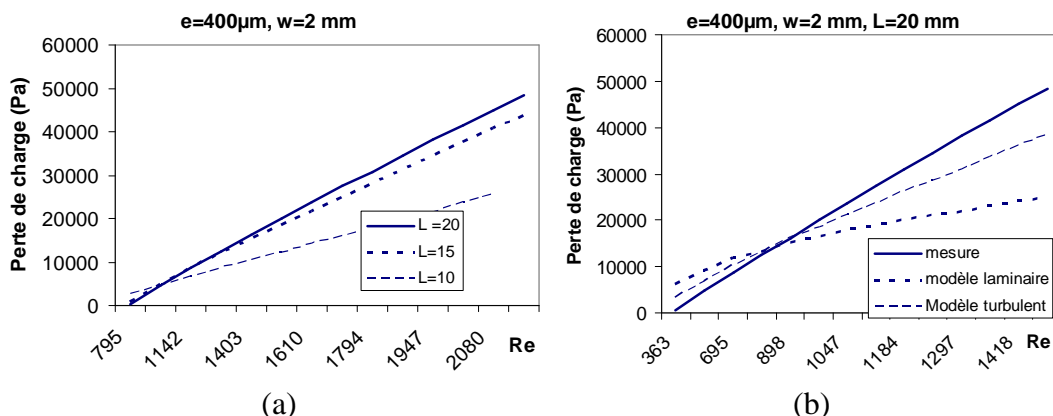 e=400µm, w=2 mm
Perte de charge (Pa)
60000
50000
40000
30000
20000
10000
0
L =20
L=15
L=10
795
1142
1403
1610
1794
1947
2080
Re
(a)
e=400µm, w=2 mm, L=20 mm
Perte de charge (Pa)
60000
50000
40000
30000
20000
10000
0
mesure
modèle laminaire
Modèle turbulent
363
695
898
1047
1184
1297
1418
Re
(b)